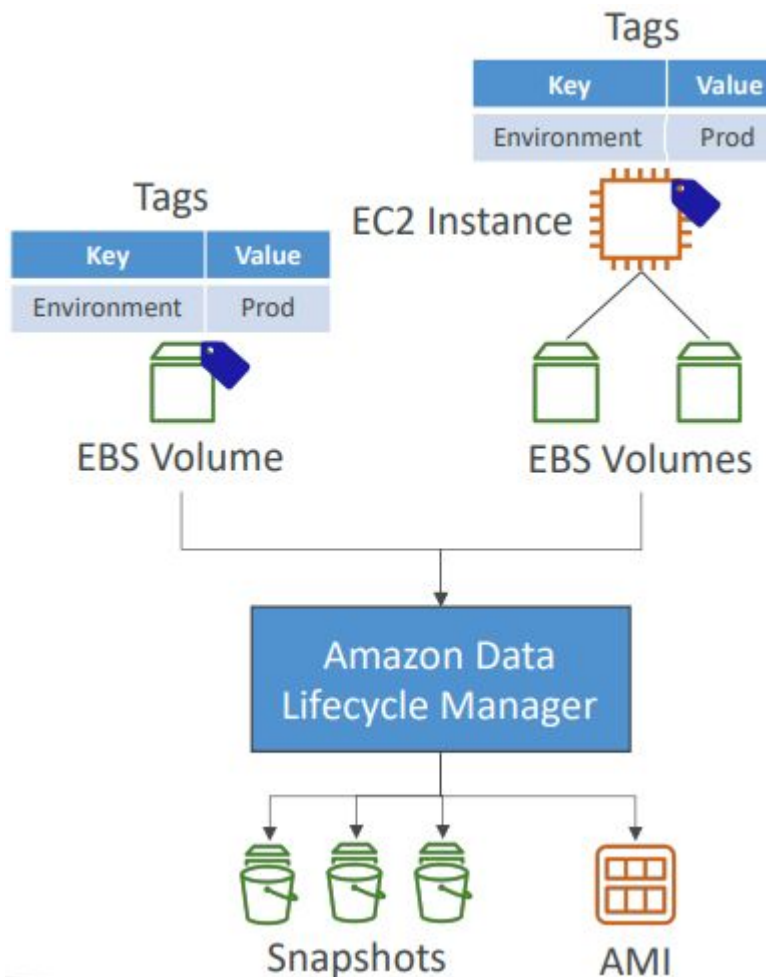 Tags
Key Value
Environment Prod
EC2 Instance
Tags
Key Value
Environment Prod
EBS Volume
EBS Volumes
Amazon Data
Lifecycle Manager
Snapshots
AMI